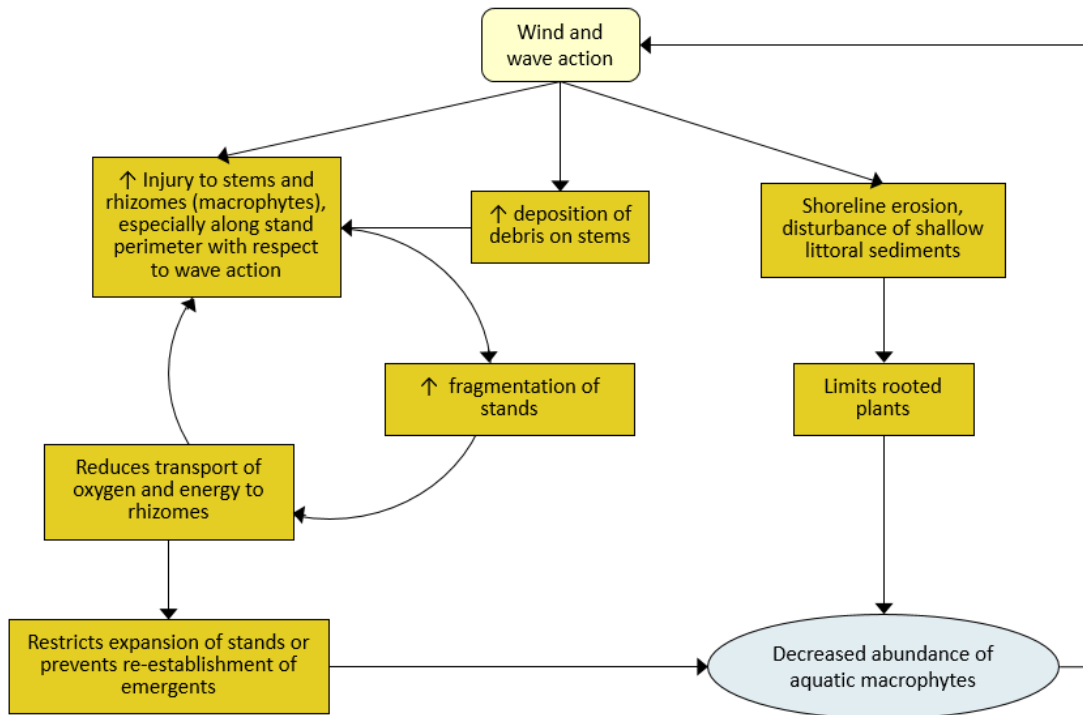 Wind and
wave action
↑ Injury to stems and
rhizomes (macrophytes),
especially along stand
perimeter with respect
to wave action
↑ deposition of
debris on stems
Shoreline erosion,
disturbance of shallow
littoral sediments
↑ fragmentation of
stands
Limits rooted
plants
Reduces transport of
oxygen and energy to
rhizomes
Restricts expansion of stands or
prevents re-establishment of
emergents
Decreased abundance of
aquatic macrophytes